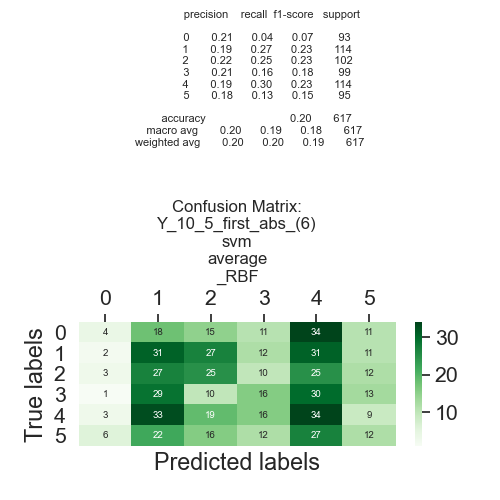 precision recall f1-score support
0 0.21 0.04 0.07 93
1 0.19 0.27 0.23 114
2 0.22 0.25 0.23 102
3 0.21 0.16 0.18 99
4 0.19 0.30 0.23 114
5 0.18 0.13 0.15 95
accuracy 0.20 617
macro avg 0.20 0.19 0.18 617
weighted avg 0.20 0.20 0.19 617
Confusion Matrix:
Y_10_5_first_abs_(6)
svm
average
_RBF
0 1 2 3 4 5
0 4 18 15 11 34 11
1 2 31 27 12 31 11
2 3 27 25 10 25 12
3 1 29 10 16 30 13
4 3 33 19 16 34 9
5 6 22 16 12 27 12
True labels
Predicted labels
30
20
10